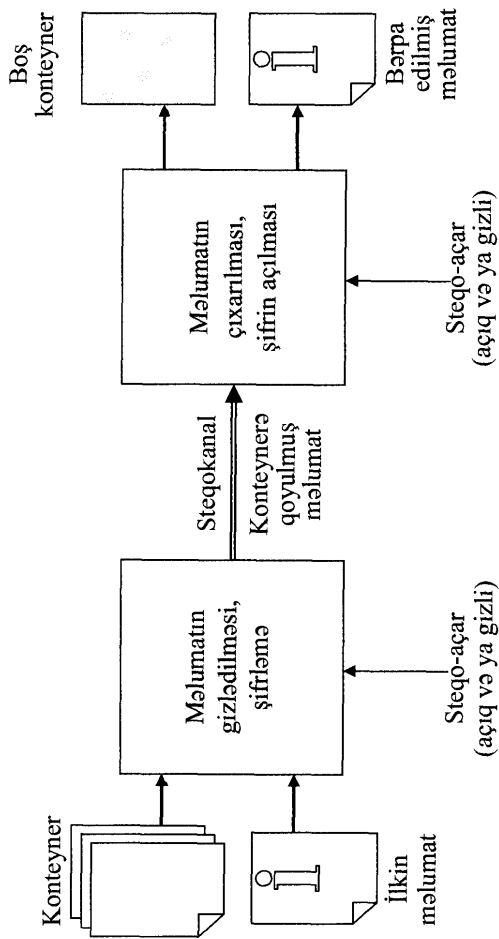 Konteyner
İlkin
məlumat
Məlumatın
gizlədilməsi,
şifrləmə
Steqo-açar
(açıq və ya gizli)
Steqokanal
Konteynerə
qoyulmuş
məlumat
Məlumatın
çıxarılması,
şifrin açılması
Steqo-açar
(açıq və ya gizli)
Boş
konteyner
Bərpa
edilmiş
məlumat